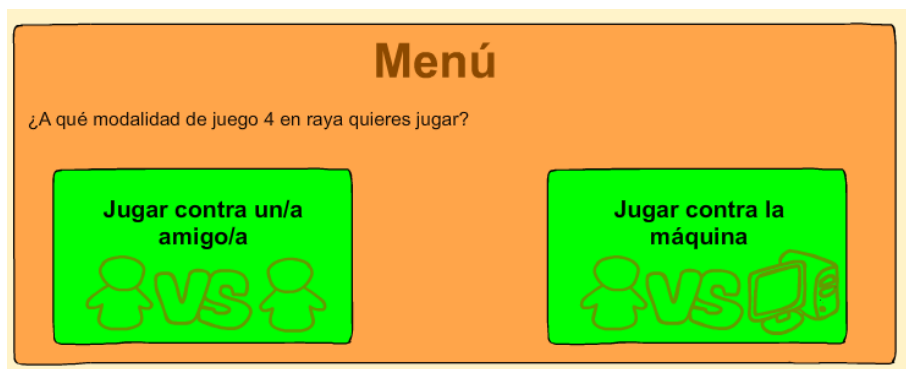 Menú
¿A qué modalidad de juego 4 en raya quieres jugar?
Jugar contra un/a
amigo/a
VS
Jugar contra la
máquina
VS